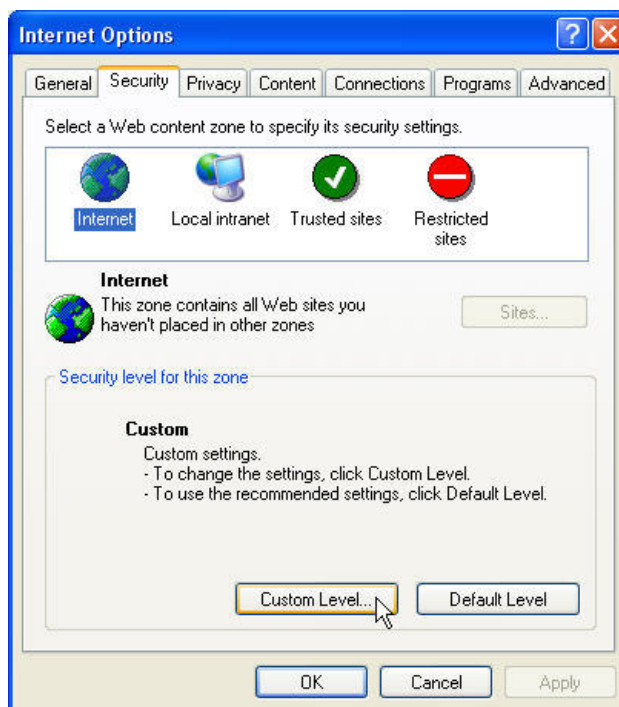 Internet Options
General Security Privacy Content Connections Programs Advanced
Select a Web content zone to specify its security settings.
Internet Local intranet Trusted sites Restricted
sites
Internet
This zone contains all Web sites you
haven't placed in other zones
Sites...
Security level for this zone
Custom
Custom settings.
- To change the settings, click Custom Level.
- To use the recommended settings, click Default Level.
Custom Level... Default Level
OK Cancel Apply